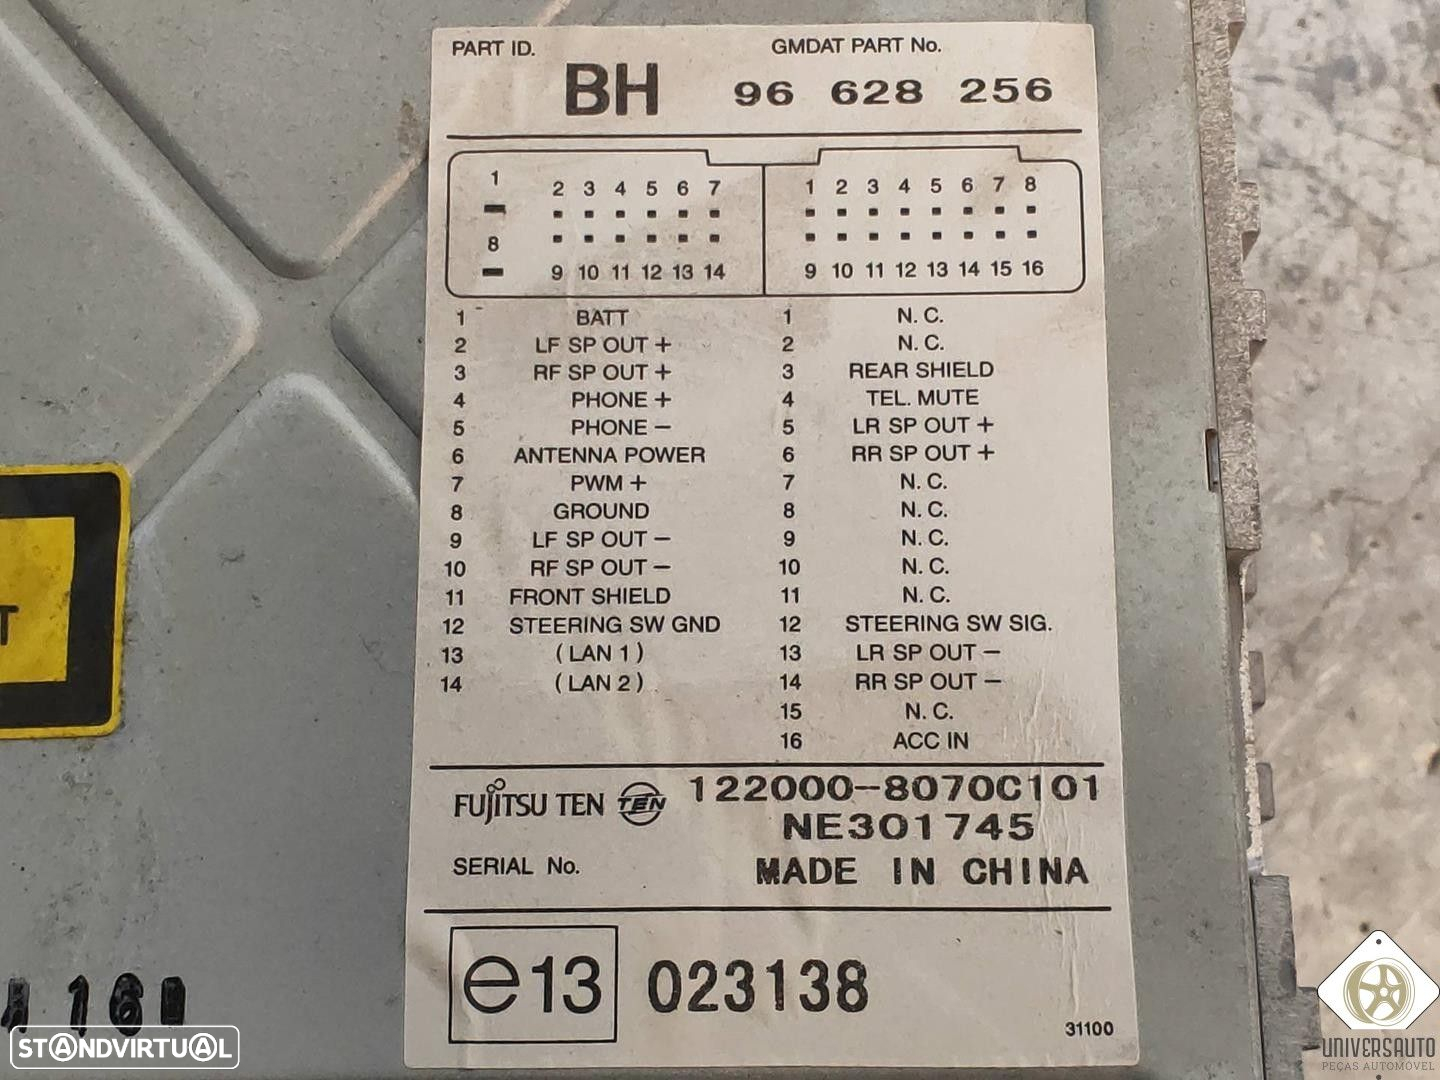 PART ID.
GMDAT PART No.
BH
96 628 256
1
2 3 4 5 6 7
1 2 3 4 5 6 7 8
8
9 10 11 12 13 14
9 10 11 12 13 14 15 16
1 BATT 1 N. C.
2 LF SP OUT + 2 N. C.
3 RF SP OUT + 3 REAR SHIELD
4 PHONE + 4 TEL. MUTE
5 PHONE − 5 LR SP OUT +
6 ANTENNA POWER 6 RR SP OUT +
7 PWM + 7 N. C.
8 GROUND 8 N. C.
9 LF SP OUT − 9 N. C.
10 RF SP OUT − 10 N. C.
11 FRONT SHIELD 11 N. C.
12 STEERING SW GND 12 STEERING SW SIG.
13 ( LAN 1 ) 13 LR SP OUT −
14 ( LAN 2 ) 14 RR SP OUT −
15 N. C.
16 ACC IN
FUJITSU TEN TEN 122000-8070C101
NE301745
SERIAL No. MADE IN CHINA
e13 023138
31100
T
STANDVIRTUAL
UNIVERSAUTO
PEÇAS AUTOMÓVEL